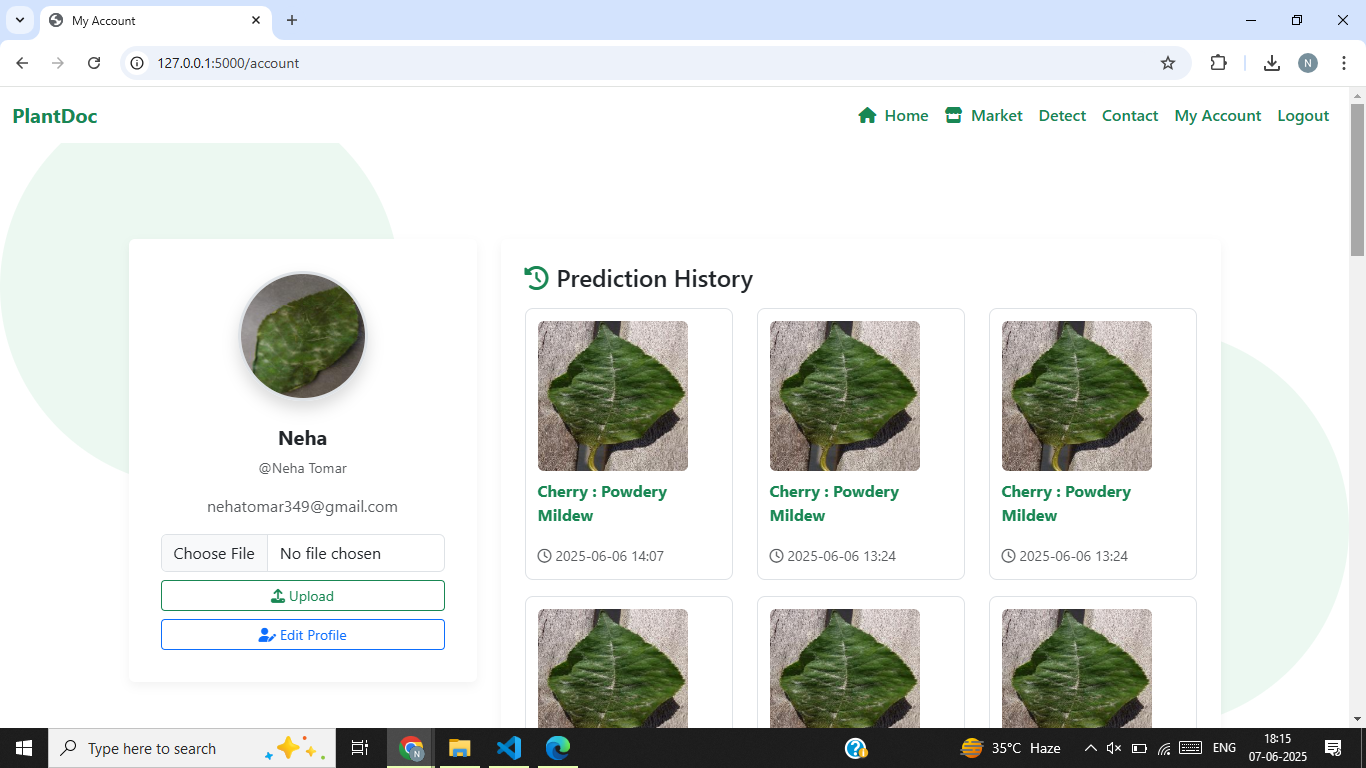 My Account
127.0.0.1:5000/account
N
PlantDoc
Home
Market
Detect
Contact
My Account
Logout
Neha
@Neha Tomar
nehatomar349@gmail.com
Choose File
No file chosen
Upload
Edit Profile
Prediction History
Cherry : Powdery
Mildew
2025-06-06 14:07
Cherry : Powdery
Mildew
2025-06-06 13:24
Cherry : Powdery
Mildew
2025-06-06 13:24
Type here to search
N
35°C Haze
ENG
18:15
07-06-2025